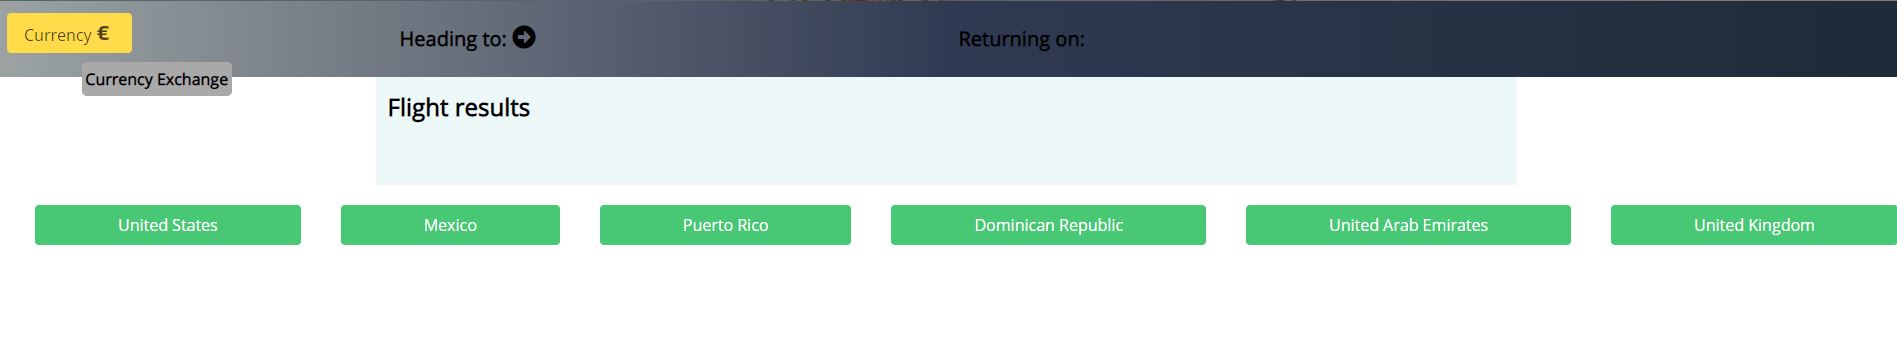 Currency €
Heading to:
Returning on:
Currency Exchange
Flight results
United States
Mexico
Puerto Rico
Dominican Republic
United Arab Emirates
United Kingdom